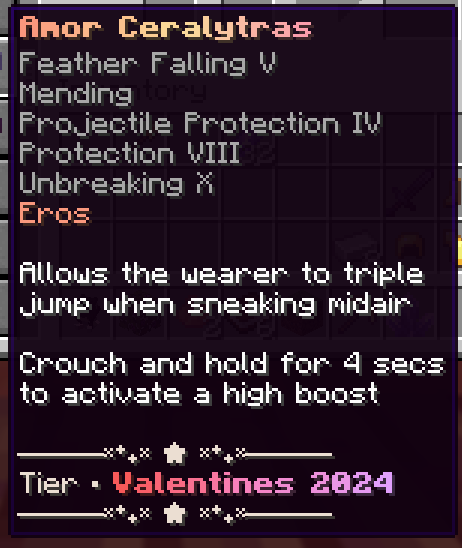 Amor Ceralytras
Feather Falling V
Mending
Projectile Protection IV
Protection VIII
Unbreaking X
Eros
Allows the wearer to triple
jump when sneaking midair
Crouch and hold for 4 secs
to activate a high boost
Tier • Valentines 2024